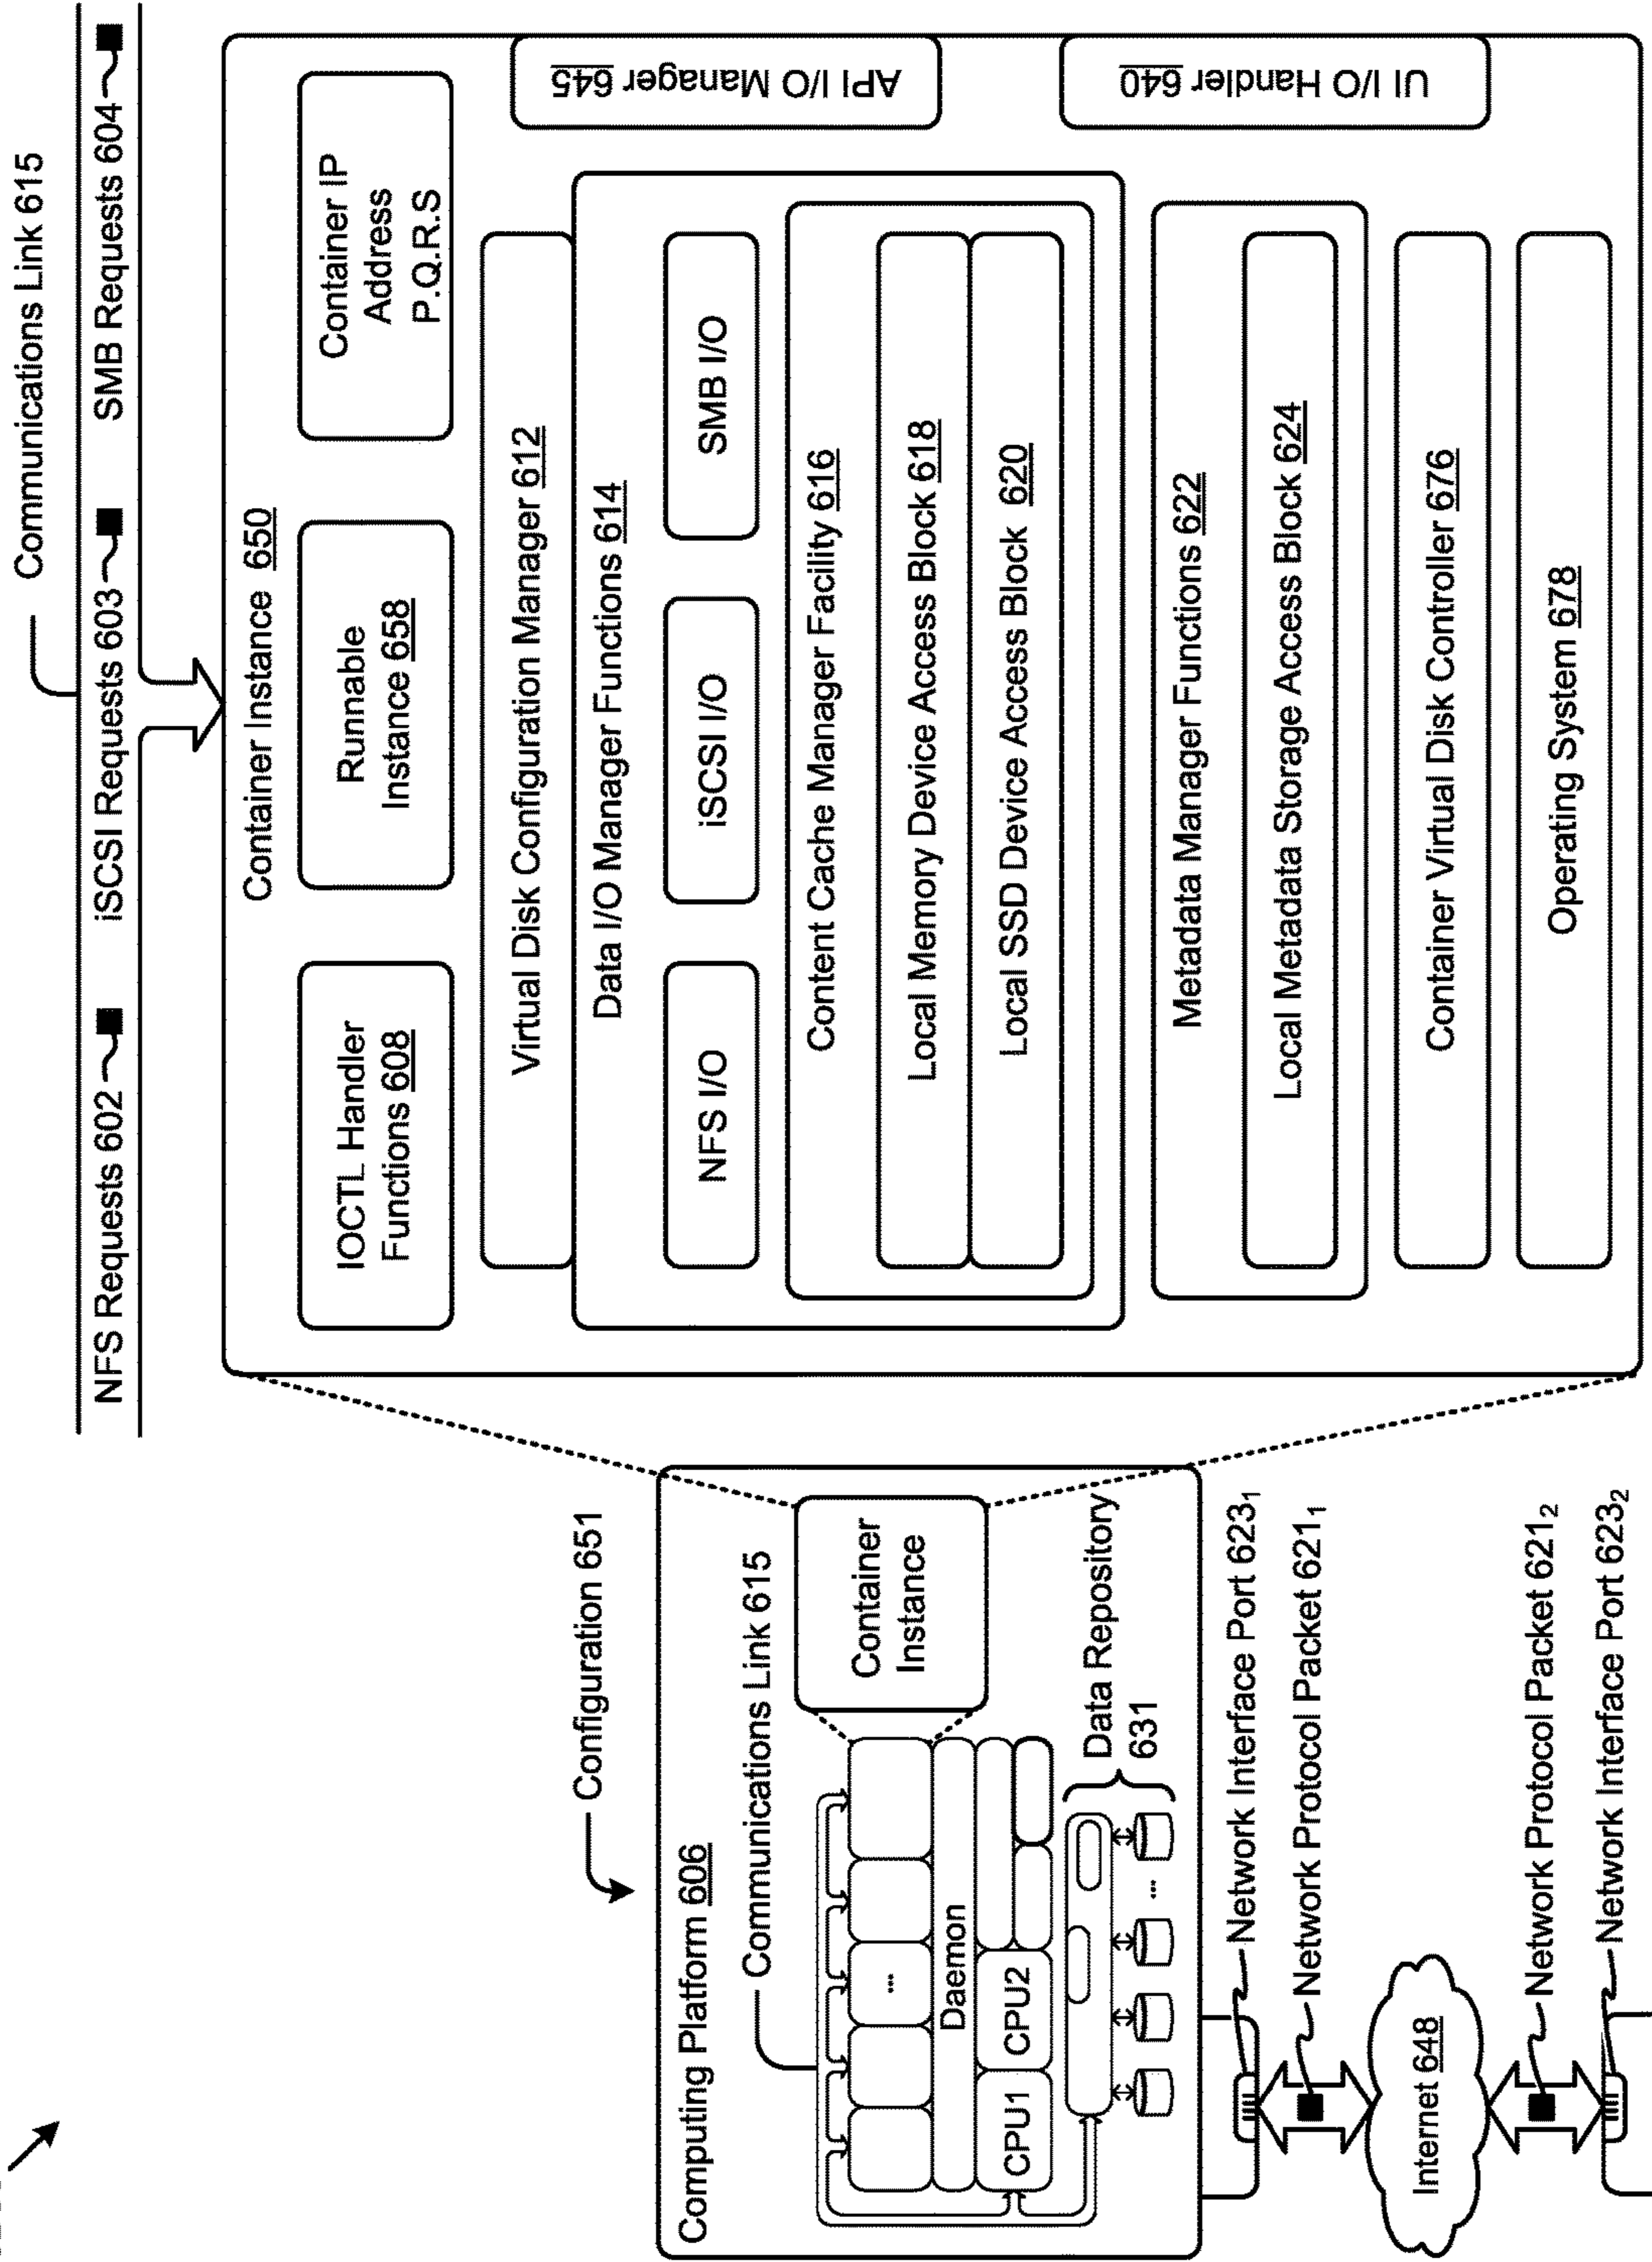 Communications Link 615
NFS Requests 602
iSCSI Requests 603
SMB Requests 604
Container Instance 650
IOCTL Handler
Functions 608
Runnable
Instance 658
Container IP
Address
P.Q.R.S
Virtual Disk Configuration Manager 612
Data I/O Manager Functions 614
NFS I/O
iSCSI I/O
SMB I/O
Content Cache Manager Facility 616
Local Memory Device Access Block 618
Local SSD Device Access Block 620
Metadata Manager Functions 622
Local Metadata Storage Access Block 624
Container Virtual Disk Controller 676
Operating System 678
API I/O Manager 645
UI I/O Handler 640
Configuration 651
Computing Platform 606
Communications Link 615
Container
Instance
...
Daemon
CPU1
CPU2
Data Repository
631
...
Network Interface Port 623₁
Network Protocol Packet 621₁
Internet 648
Network Protocol Packet 621₂
Network Interface Port 623₂